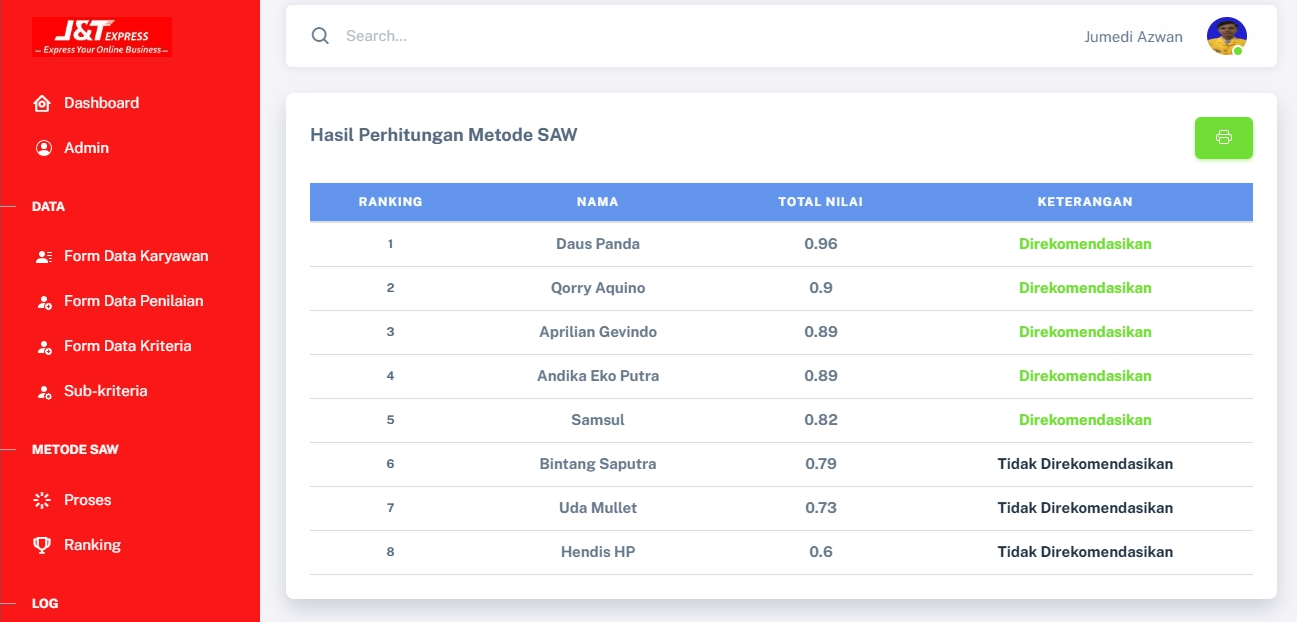 J&T EXPRESS
Express Your Online Business
Dashboard
Admin
DATA
Form Data Karyawan
Form Data Penilaian
Form Data Kriteria
Sub-kriteria
METODE SAW
Proses
Ranking
LOG
Search...
Jumedi Azwan
Hasil Perhitungan Metode SAW
RANKING NAMA TOTAL NILAI KETERANGAN
1 Daus Panda 0.96 Direkomendasikan
2 Qorry Aquino 0.9 Direkomendasikan
3 Aprilian Gevindo 0.89 Direkomendasikan
4 Andika Eko Putra 0.89 Direkomendasikan
5 Samsul 0.82 Direkomendasikan
6 Bintang Saputra 0.79 Tidak Direkomendasikan
7 Uda Mullet 0.73 Tidak Direkomendasikan
8 Hendis HP 0.6 Tidak Direkomendasikan